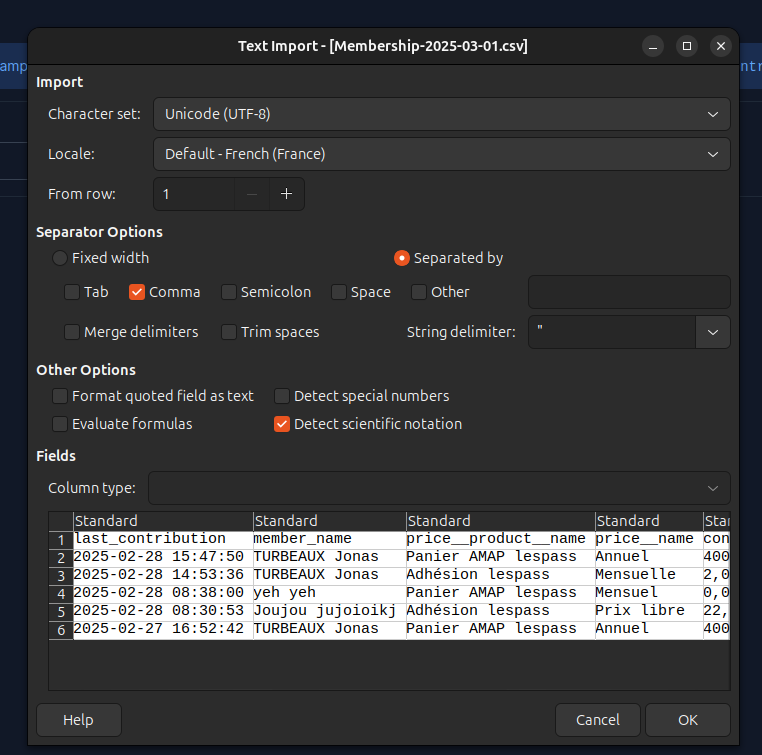 Text Import - [Membership-2025-03-01.csv]
amp
ntr
Import
Character set: Unicode (UTF-8)
Locale: Default - French (France)
From row: 1
Separator Options
Fixed width Separated by
Tab Comma Semicolon Space Other
Merge delimiters Trim spaces String delimiter: "
Other Options
Format quoted field as text Detect special numbers
Evaluate formulas Detect scientific notation
Fields
Column type:
Standard Standard Standard Standard Stan
1 last_contribution member_name price__product__name price__name con
2 2025-02-28 15:47:50 TURBEAUX Jonas Panier AMAP lespass Annuel 400
3 2025-02-28 14:53:36 TURBEAUX Jonas Adhésion lespass Mensuelle 2,0
4 2025-02-28 08:38:00 yeh yeh Panier AMAP lespass Mensuel 0,0
5 2025-02-28 08:30:53 Joujou jujoioikj Adhésion lespass Prix libre 22,
6 2025-02-27 16:52:42 TURBEAUX Jonas Panier AMAP lespass Annuel 400
Help Cancel OK